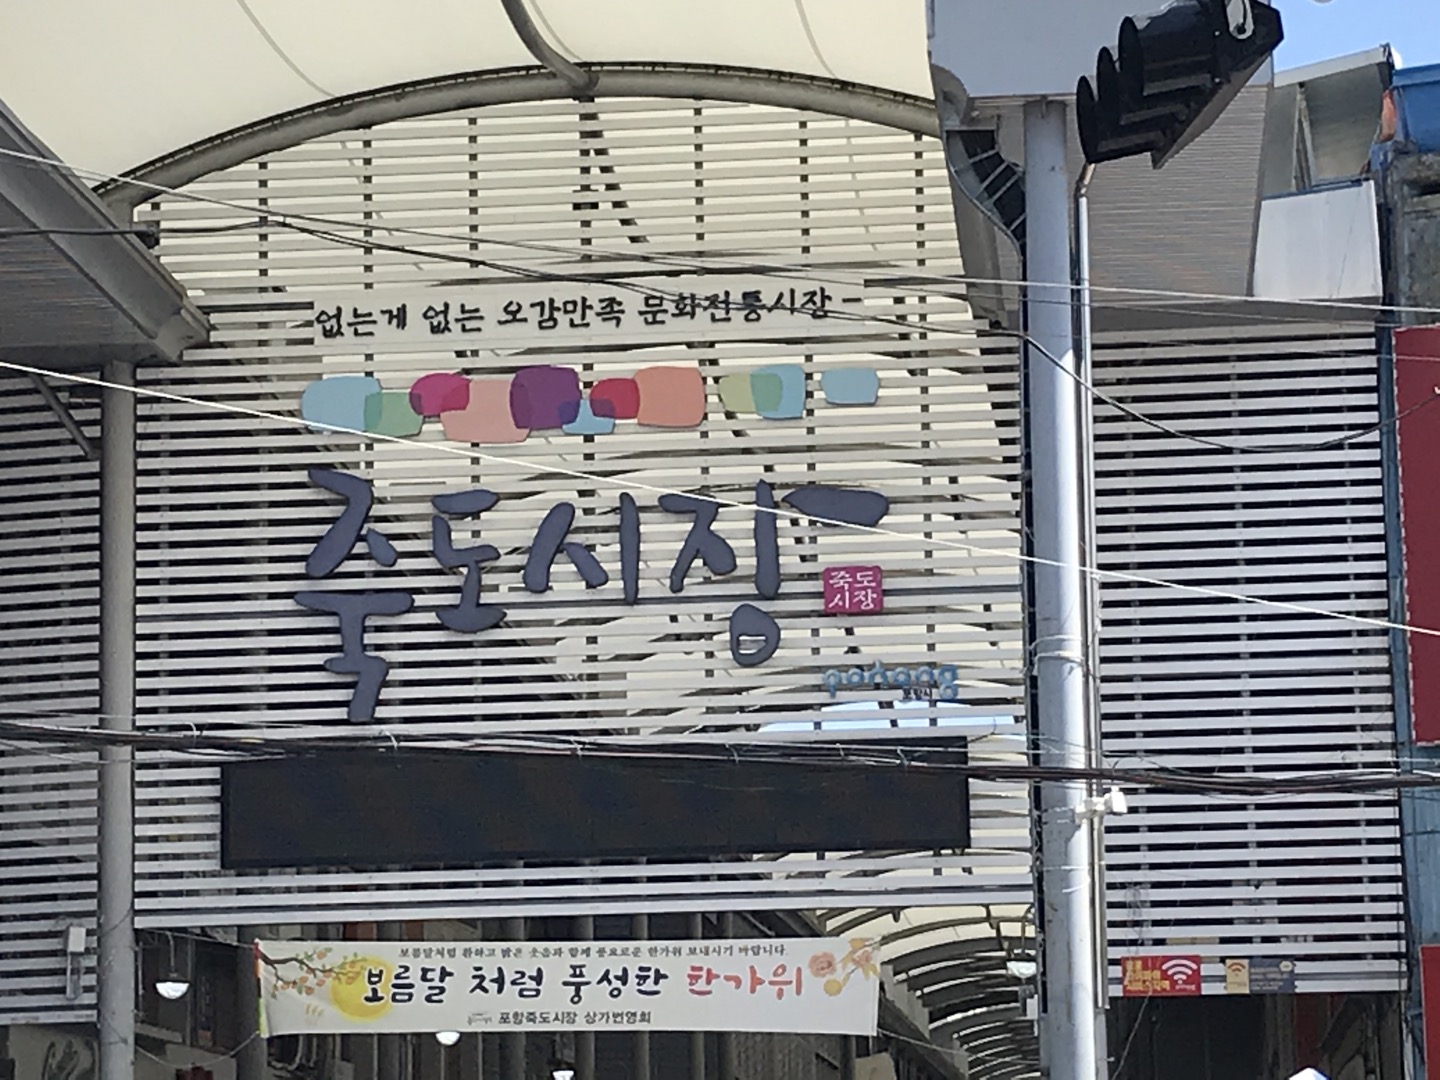 없는게 없는 오감만족 문화전통시장
죽도시장
죽도
시장
pohang
포항시
보름달처럼 환하고 밝은 웃음과 함께 풍요로운 한가위 보내시기 바랍니다.
보름달 처럼 풍성한 한가위
포항죽도시장 상가번영회